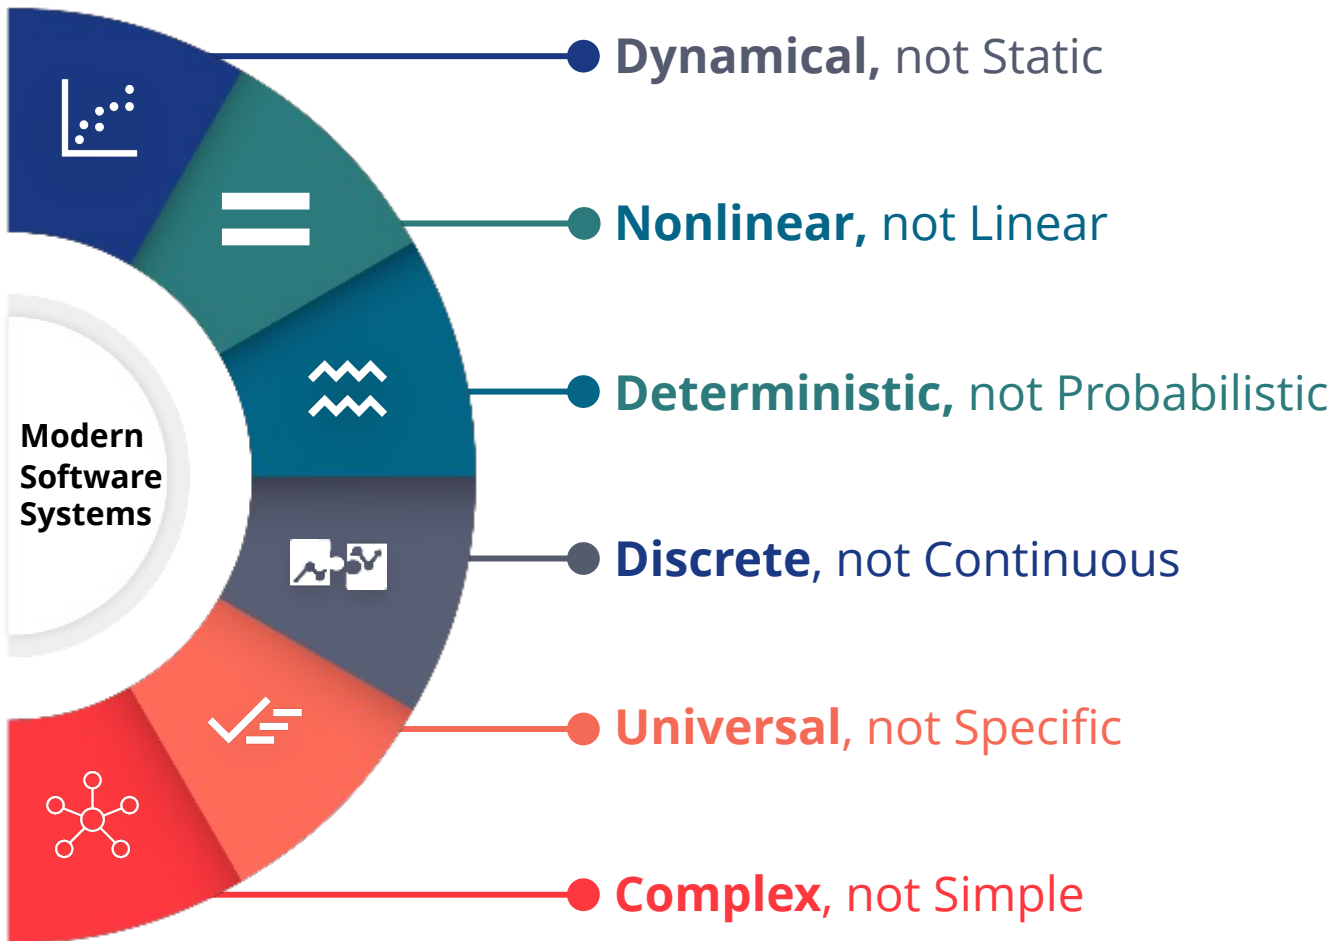 Dynamical, not Static
Nonlinear, not Linear
Deterministic, not Probabilistic
Modern
Software
Systems
Discrete, not Continuous
Universal, not Specific
Complex, not Simple